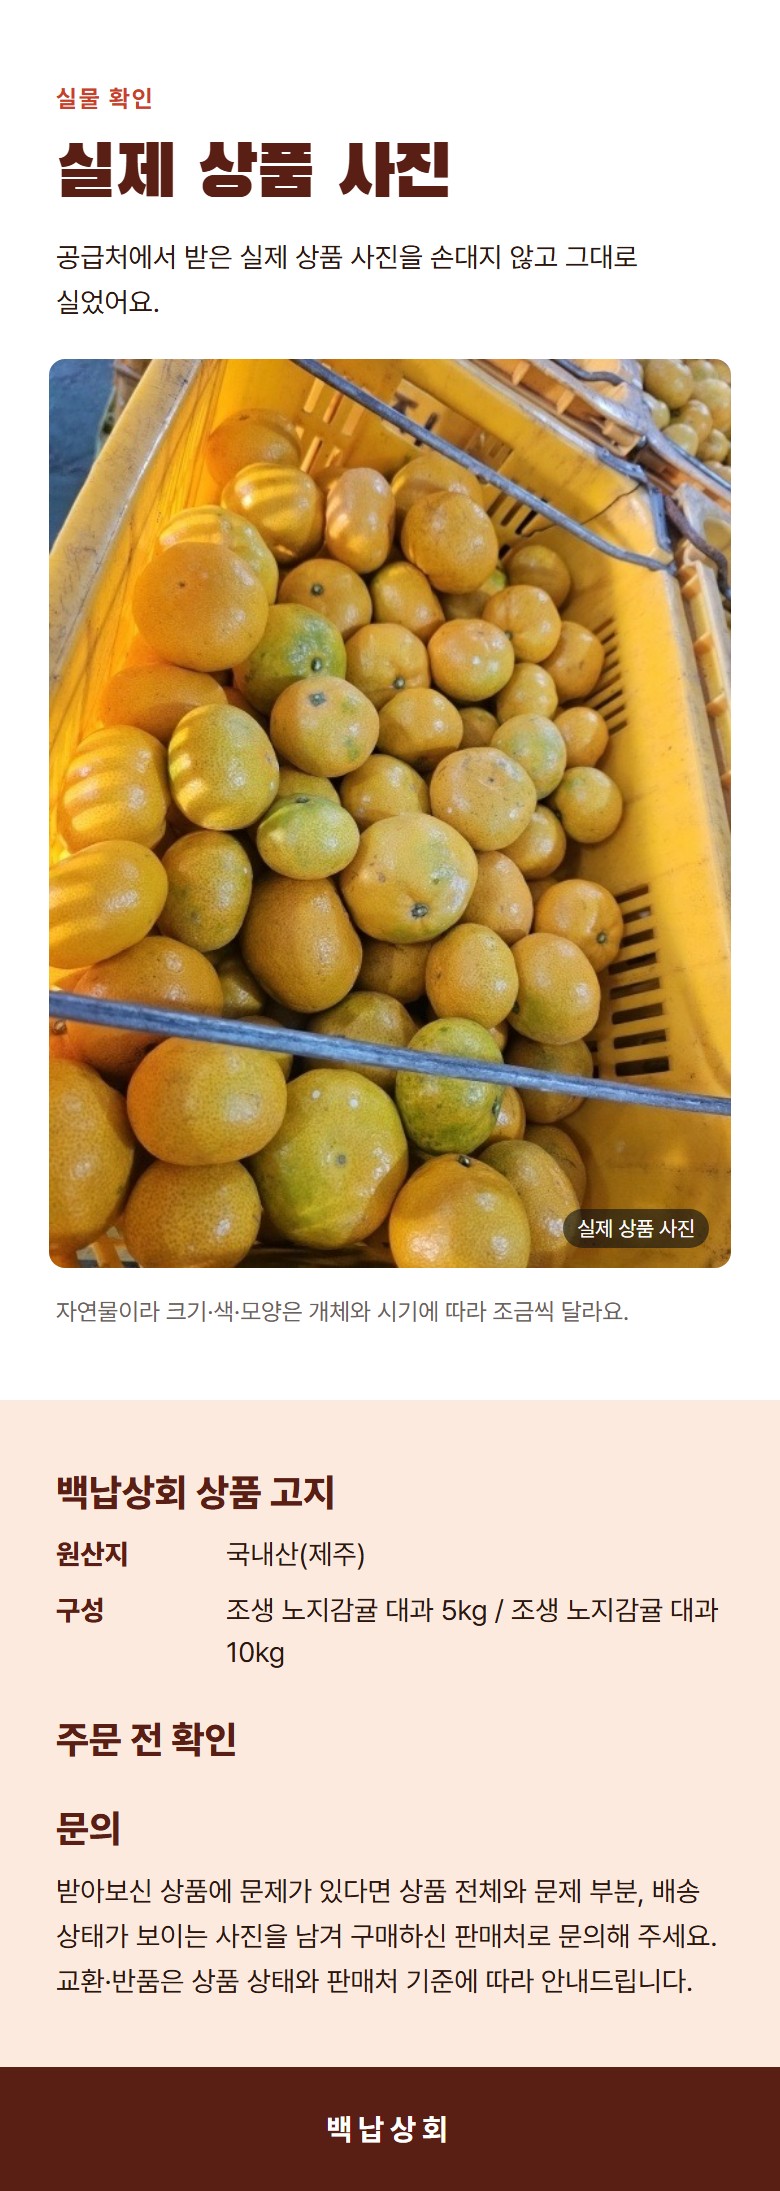 실물 확인
실제 상품 사진
공급처에서 받은 실제 상품 사진을 손대지 않고 그대로
실었어요.
실제 상품 사진
자연물이라 크기·색·모양은 개체와 시기에 따라 조금씩 달라요.
백납상회 상품 고지
원산지 국내산(제주)
구성 조생 노지감귤 대과 5kg / 조생 노지감귤 대과
10kg
주문 전 확인
문의
받아보신 상품에 문제가 있다면 상품 전체와 문제 부분, 배송
상태가 보이는 사진을 남겨 구매하신 판매처로 문의해 주세요.
교환·반품은 상품 상태와 판매처 기준에 따라 안내드립니다.
백납상회